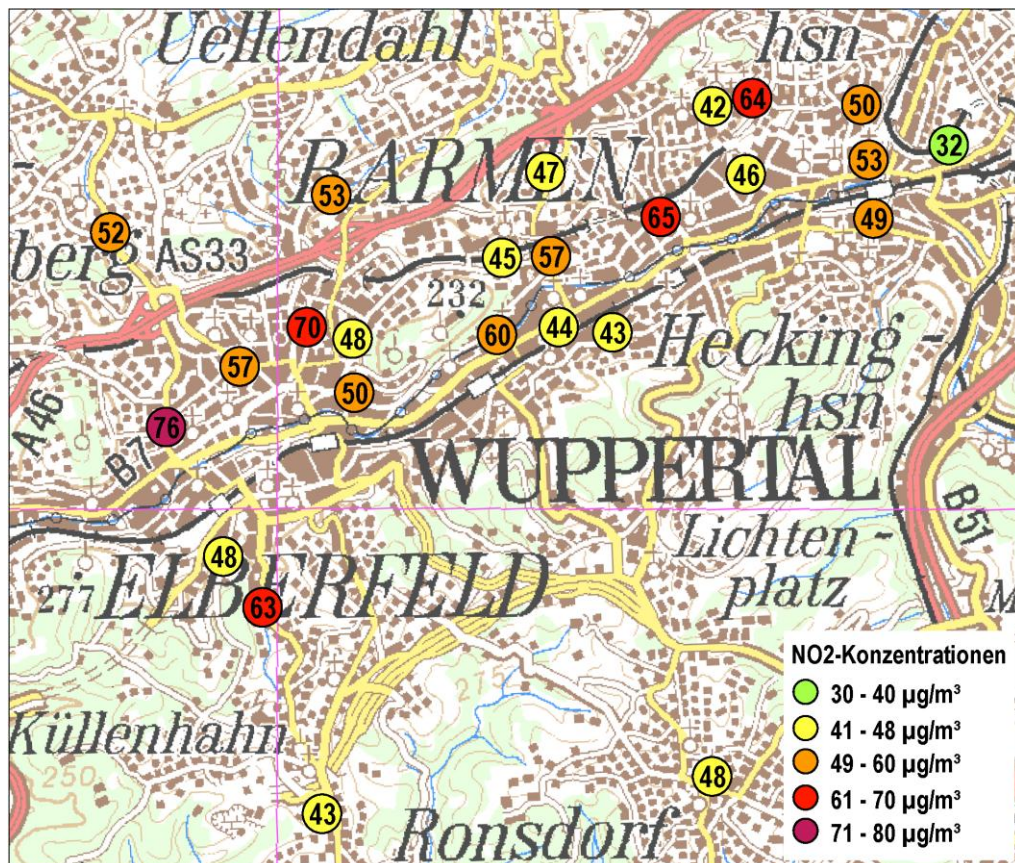 Uellendahl
hsn
42
64
50
32
BARMEN
47
46
53
53
65
49
52
berg
AS33
45
57
232
70
48
60
44
43
Hecking-
hsn
57
50
A46
76
B7
WUPPERTAL
B51
48
Lichten-
platz
277
ELBERFELD
63
M
NO2-Konzentrationen
30 - 40 µg/m³
41 - 48 µg/m³
49 - 60 µg/m³
61 - 70 µg/m³
71 - 80 µg/m³
275
Küllenhahn
250
48
43
Ronsdorf